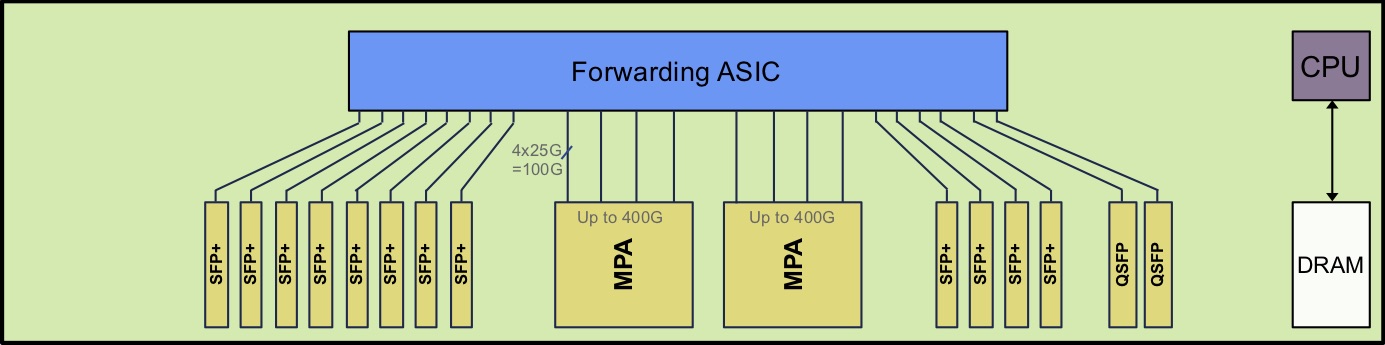 Forwarding ASIC
CPU
4x25G
=100G
SFP+
SFP+
SFP+
SFP+
SFP+
SFP+
SFP+
SFP+
Up to 400G
MPA
Up to 400G
MPA
SFP+
SFP+
SFP+
SFP+
QSFP
QSFP
DRAM